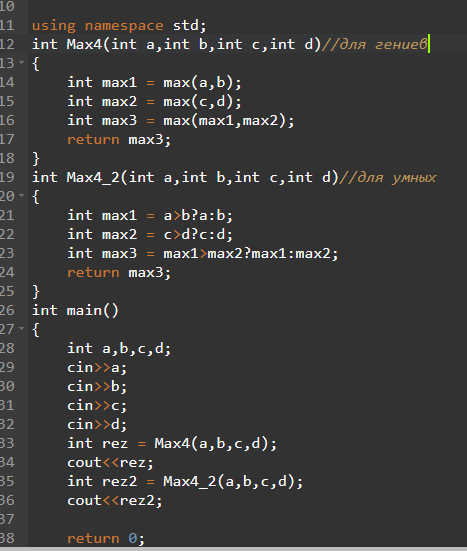 10
11 using namespace std;
12 int Max4(int a,int b,int c,int d)//для гениев
13 {
14     int max1 = max(a,b);
15     int max2 = max(c,d);
16     int max3 = max(max1,max2);
17     return max3;
18 }
19 int Max4_2(int a,int b,int c,int d)//для умных
20 {
21     int max1 = a>b?a:b;
22     int max2 = c>d?c:d;
23     int max3 = max1>max2?max1:max2;
24     return max3;
25 }
26 int main()
27 {
28     int a,b,c,d;
29     cin>>a;
30     cin>>b;
31     cin>>c;
32     cin>>d;
33     int rez = Max4(a,b,c,d);
34     cout<<rez;
35     int rez2 = Max4_2(a,b,c,d);
36     cout<<rez2;
37
38     return 0;